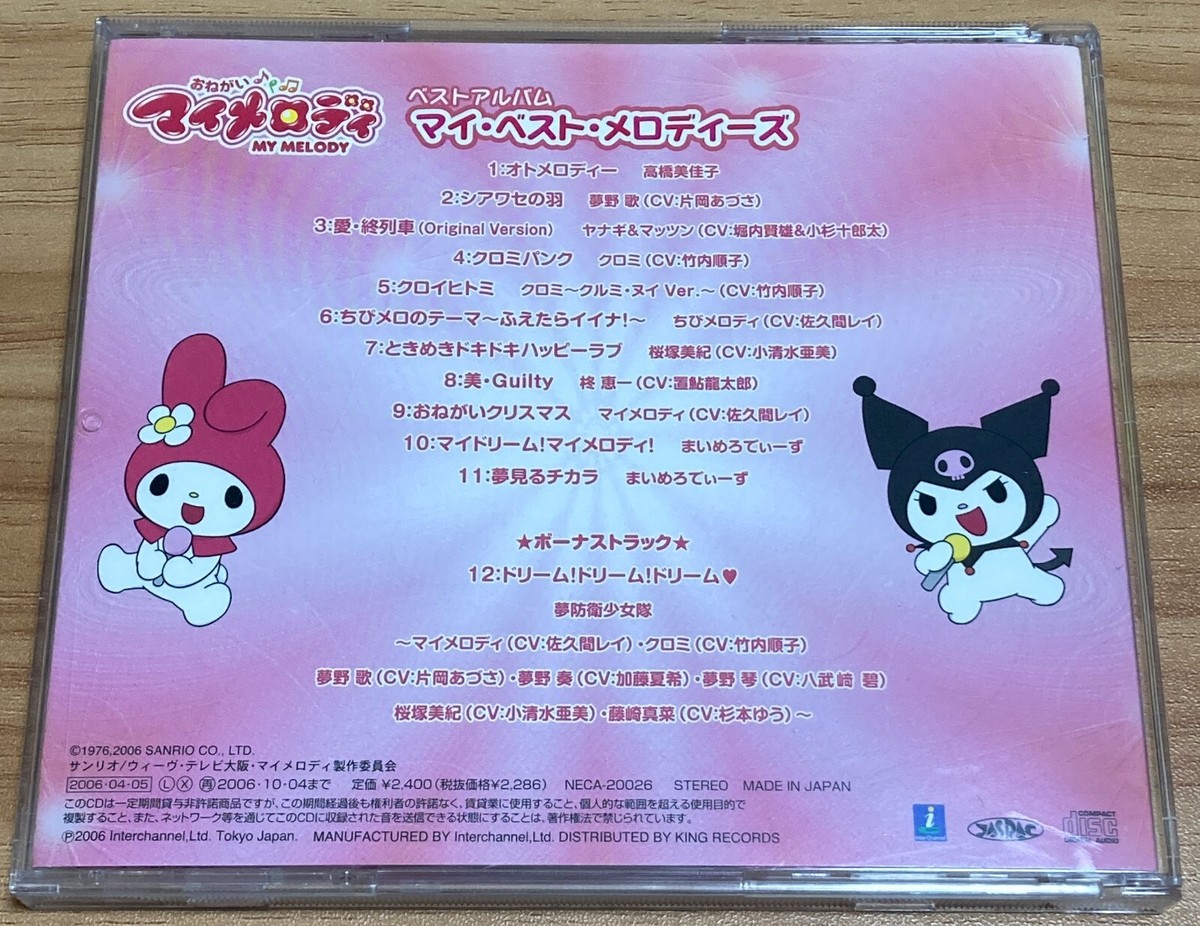 おねがい♪
マイメロディ
MY MELODY
ベストアルバム
マイ・ベスト・メロディーズ
1:オトメロディー 高橋美佳子
2:シアワセの羽 夢野 歌(CV:片岡あづさ)
3:愛・終列車(Original Version) ヤナギ&マッツン(CV:堀内賢雄&小杉十郎太)
4:クロミパンク クロミ(CV:竹内順子)
5:クロイヒトミ クロミ～クルミ・ヌイ Ver.～(CV:竹内順子)
6:ちびメロのテーマ～ふえたらイイナ!～ ちびメロディ(CV:佐久間レイ)
7:ときめきドキドキハッピーラブ 桜塚美紀(CV:小清水亜美)
8:美・Guilty 柊 恵一(CV:置鮎龍太郎)
9:おねがいクリスマス マイメロディ(CV:佐久間レイ)
10:マイドリーム!マイメロディ! まいめろでぃーず
11:夢見るチカラ まいめろでぃーず
★ボーナストラック★
12:ドリーム!ドリーム!ドリーム♥
夢防衛少女隊
～マイメロディ(CV:佐久間レイ)・クロミ(CV:竹内順子)
夢野 歌(CV:片岡あづさ)・夢野 奏(CV:加藤夏希)・夢野 琴(CV:八武崎 碧)
桜塚美紀(CV:小清水亜美)・藤崎真菜(CV:杉本ゆう)～
©1976,2006 SANRIO CO., LTD.
サンリオ/ウィーヴ・テレビ大阪・マイメロディ製作委員会
2006・04・05 Ⓛ Ⓧ ㊞2006・10・04まで 定価 ¥2,400(税抜価格¥2,286) NECA-20026 STEREO MADE IN JAPAN
このCDは一定期間貸与非許諾商品ですが、この期間経過後も権利者の許諾なく、賃貸業に使用すること、個人的な範囲を超える使用目的で
複製すること、また、ネットワーク等を通じてこのCDに収録された音を送信できる状態にすることは、著作権法で禁じられています。
℗2006 Interchannel,Ltd. Tokyo Japan. MANUFACTURED BY Interchannel,Ltd. DISTRIBUTED BY KING RECORDS
i
JASRAC
COMPACT
disc
DIGITAL AUDIO